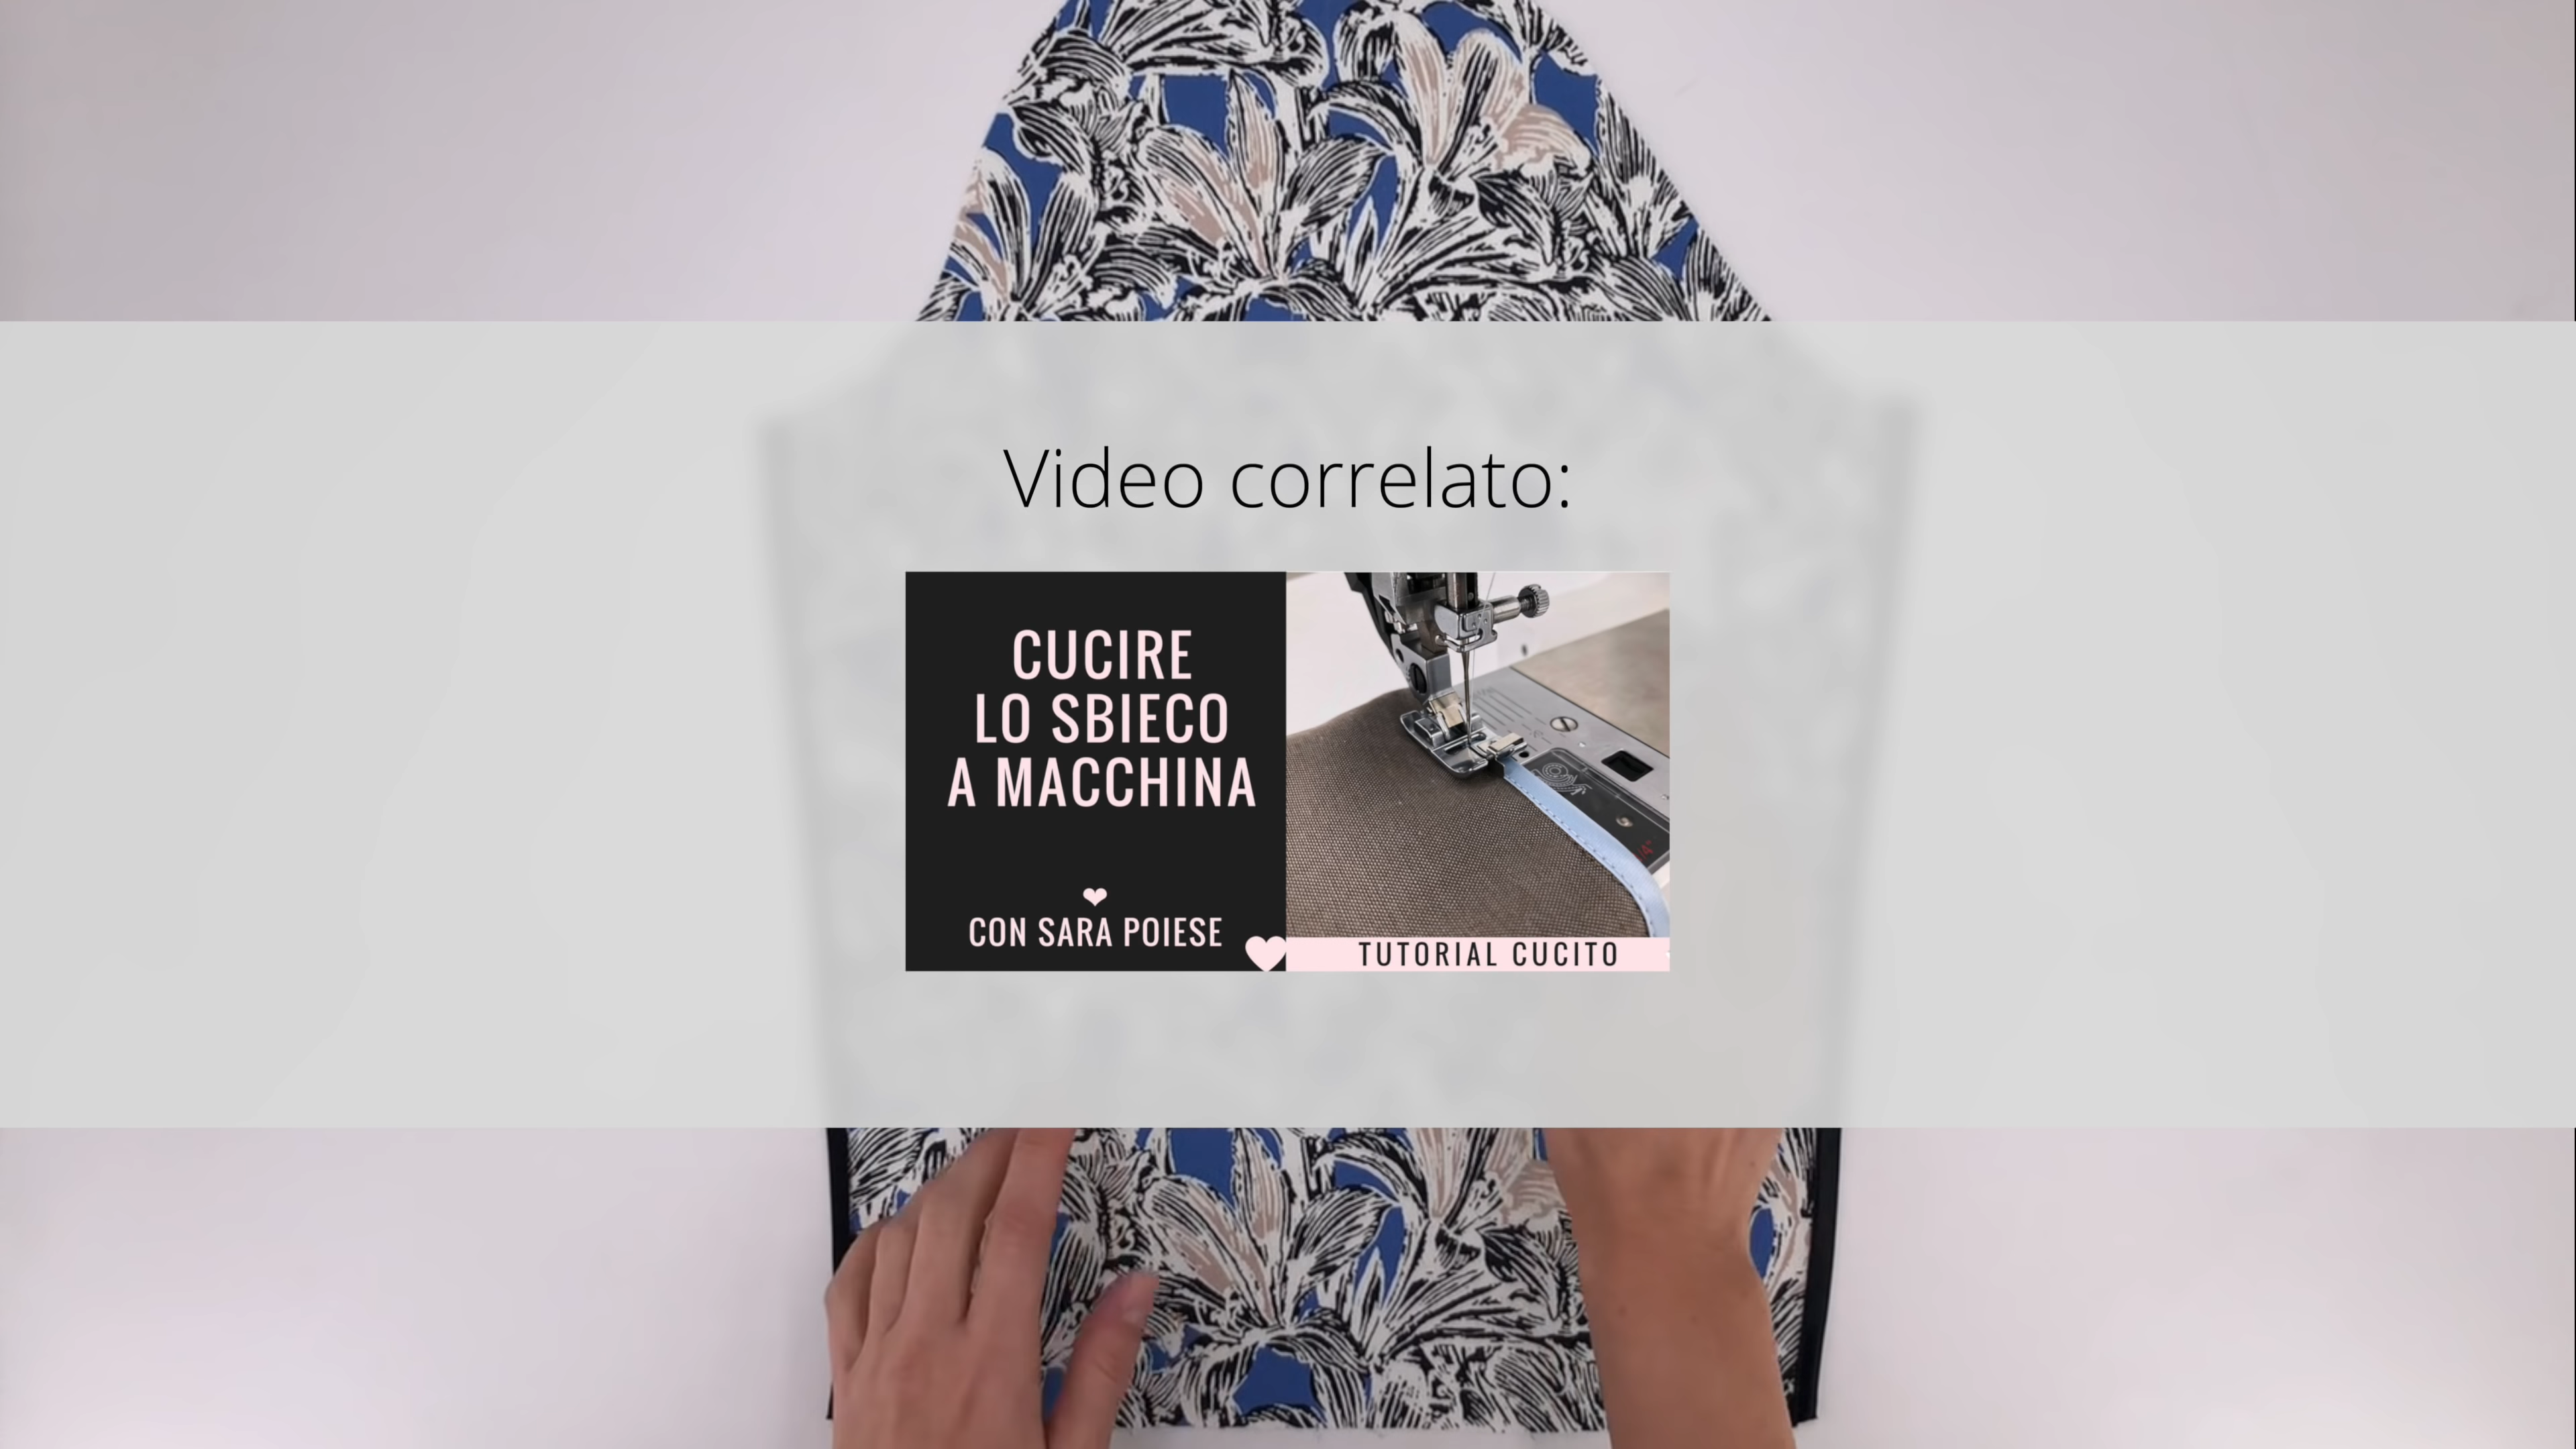 Video correlato:
CUCIRE
LO SBIECO
A MACCHINA
CON SARA POIESE
TUTORIAL CUCITO